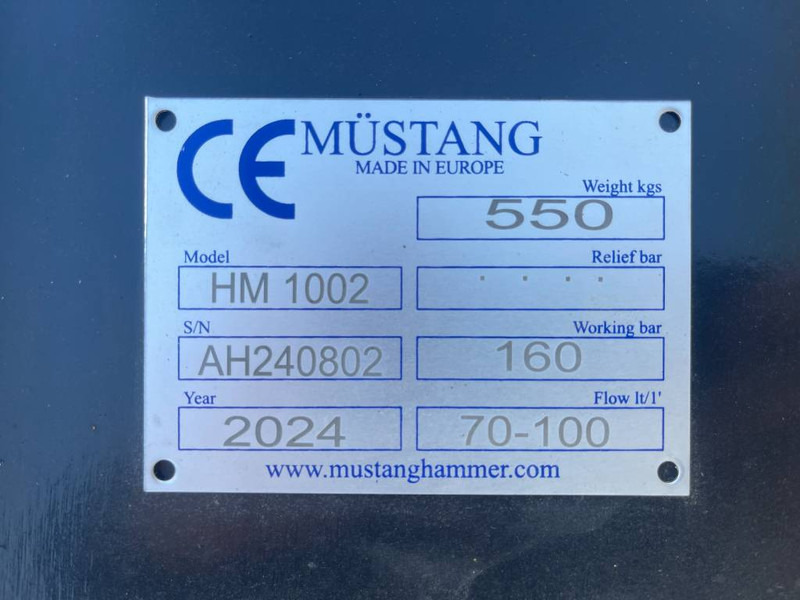 CE MÜSTANG
MADE IN EUROPE
Weight kgs
550
Model
HM 1002
Relief bar
. . . .
S/N
AH240802
Working bar
160
Year
2024
Flow lt/1'
70-100
www.mustanghammer.com